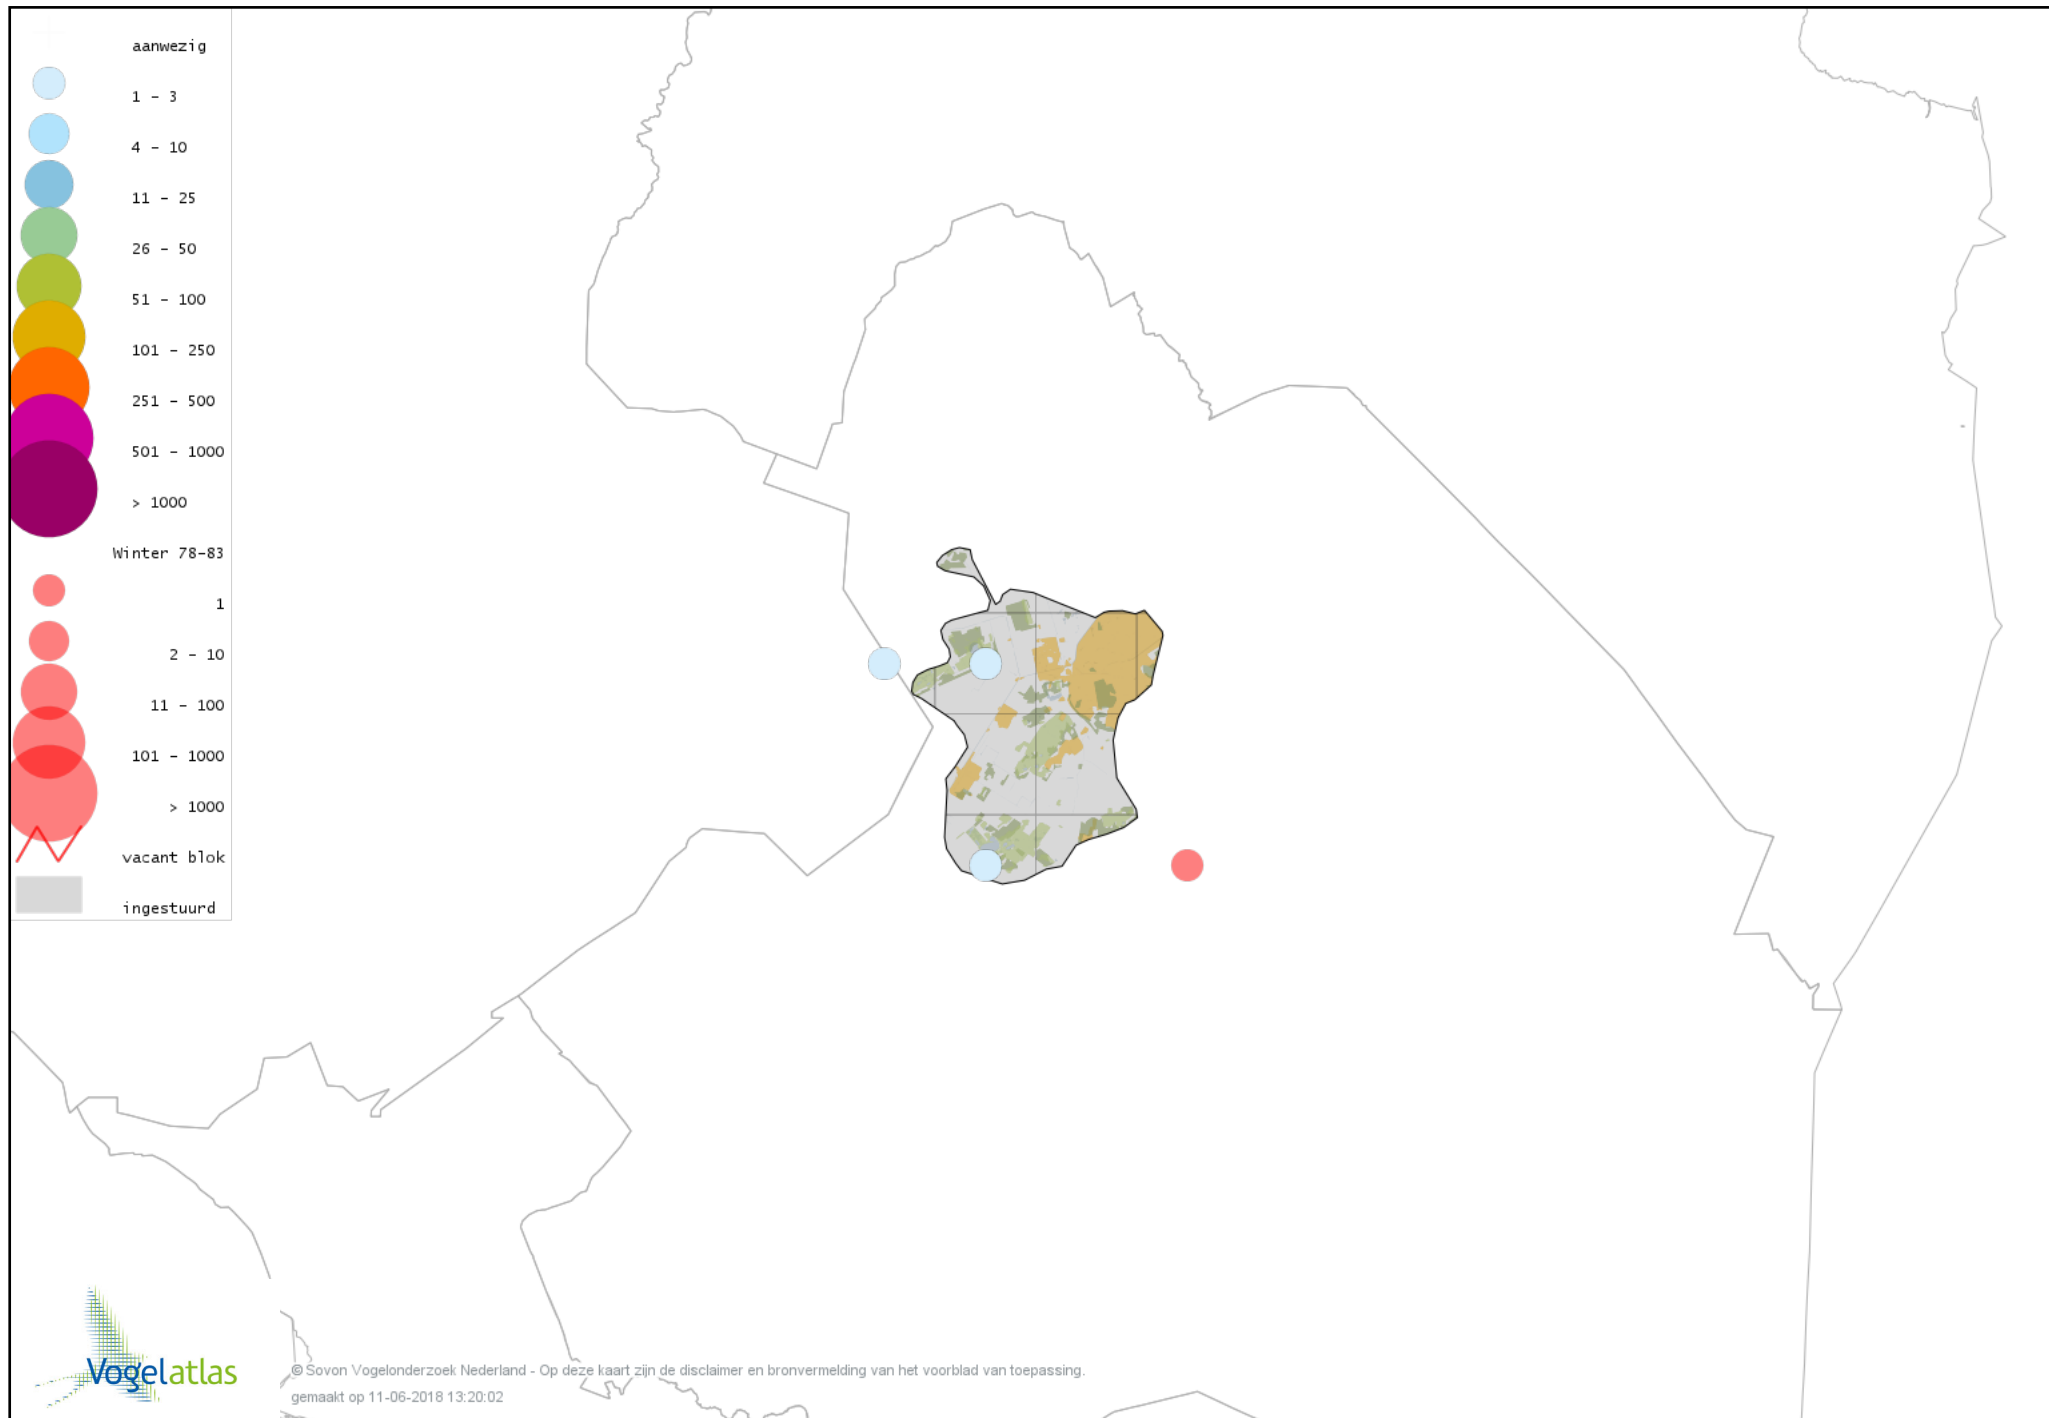 aanwezig
1 - 3
4 - 10
11 - 25
26 - 50
51 - 100
101 - 250
251 - 500
501 - 1000
> 1000
Winter 78-83
1
2 - 10
11 - 100
101 - 1000
> 1000
vacant blok
ingestuurd
Vogelatlas
© Sovon Vogelonderzoek Nederland - Op deze kaart zijn de disclaimer en bronvermelding van het voorblad van toepassing.
gemaakt op 11-06-2018 13:20:02